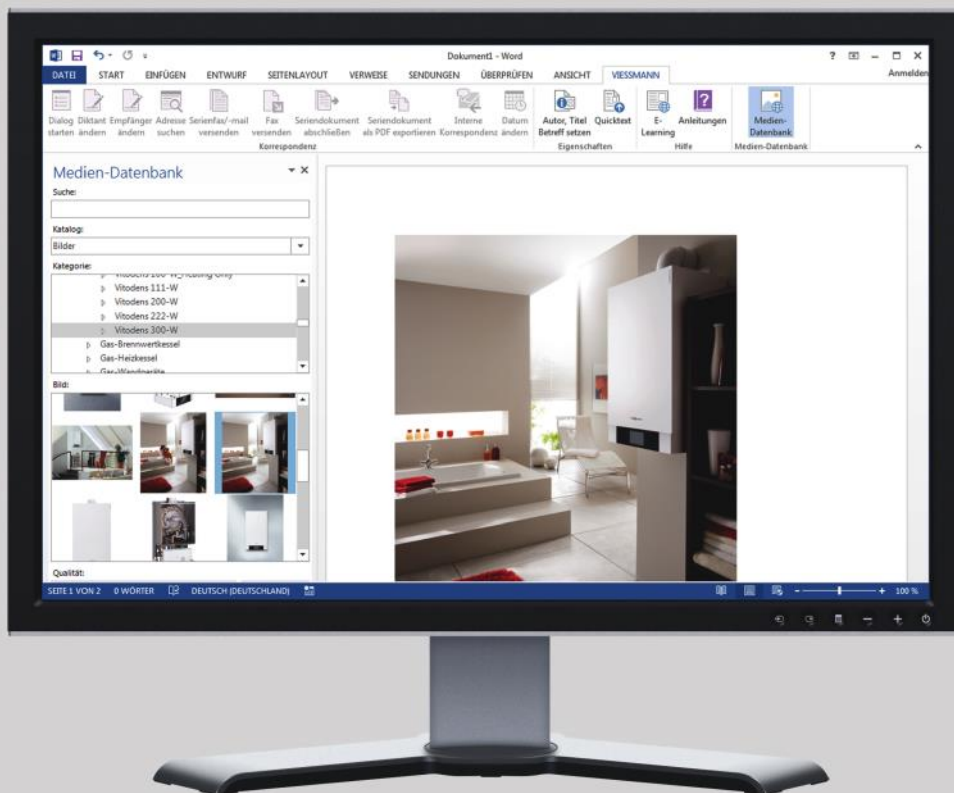 Dokument1 - Word
DATEI START EINFÜGEN ENTWURF SEITENLAYOUT VERWEISE SENDUNGEN ÜBERPRÜFEN ANSICHT VIESSMANN Anmelden
Dialog starten
Diktant ändern
Empfänger ändern
Adresse suchen
Serienfax/-mail versenden
Fax versenden
Seriendokument abschließen
Seriendokument als PDF exportieren
Interne Korrespondenz
Datum ändern
Korrespondenz
Autor, Titel Betreff setzen
Quicktext
Eigenschaften
E-Learning
Anleitungen
Hilfe
Medien-Datenbank
Medien-Datenbank
Medien-Datenbank
Suche:
Katalog:
Bilder
Kategorie:
Vitodens 111-W
Vitodens 200-W
Vitodens 222-W
Vitodens 300-W
Gas-Brennwertkessel
Gas-Heizkessel
Gas-Wandgeräte
Bild:
Qualität:
SEITE 1 VON 2 0 WÖRTER DEUTSCH (DEUTSCHLAND) 100 %